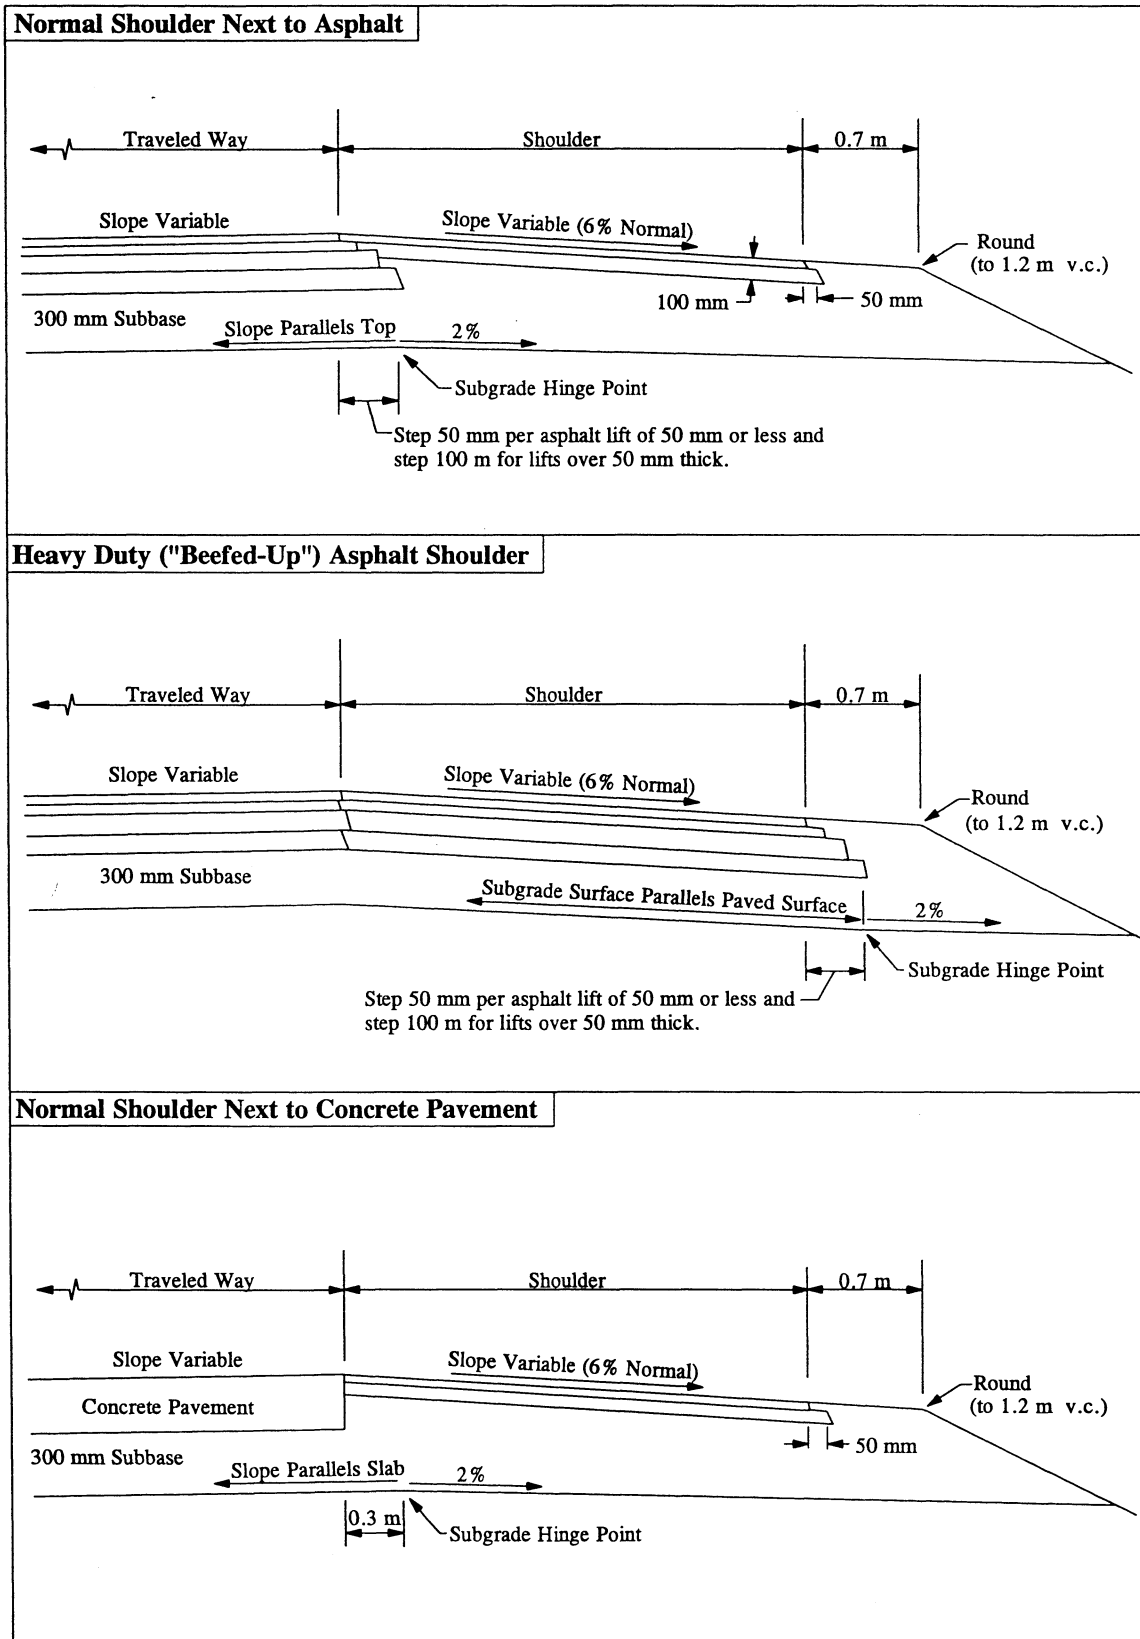 Normal Shoulder Next to Asphalt
Traveled Way
Shoulder
0.7 m
Slope Variable
Slope Variable (6% Normal)
Round
(to 1.2 m v.c.)
100 mm
50 mm
300 mm Subbase
Slope Parallels Top
2%
Subgrade Hinge Point
Step 50 mm per asphalt lift of 50 mm or less and
step 100 m for lifts over 50 mm thick.
Heavy Duty ("Beefed-Up") Asphalt Shoulder
Traveled Way
Shoulder
0.7 m
Slope Variable
Slope Variable (6% Normal)
Round
(to 1.2 m v.c.)
300 mm Subbase
Subgrade Surface Parallels Paved Surface
2%
Subgrade Hinge Point
Step 50 mm per asphalt lift of 50 mm or less and
step 100 m for lifts over 50 mm thick.
Normal Shoulder Next to Concrete Pavement
Traveled Way
Shoulder
0.7 m
Slope Variable
Slope Variable (6% Normal)
Round
(to 1.2 m v.c.)
Concrete Pavement
50 mm
300 mm Subbase
Slope Parallels Slab
2%
0.3 m
Subgrade Hinge Point